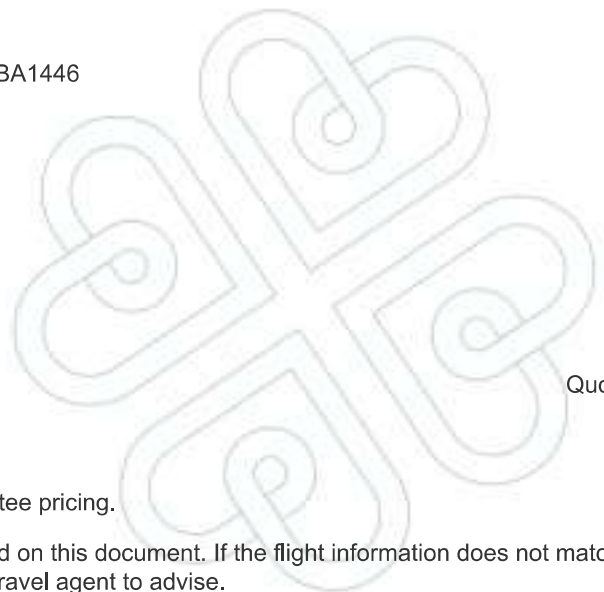 BA1446
Quo
tee pricing.
d on this document. If the flight information does not matc
ravel agent to advise.